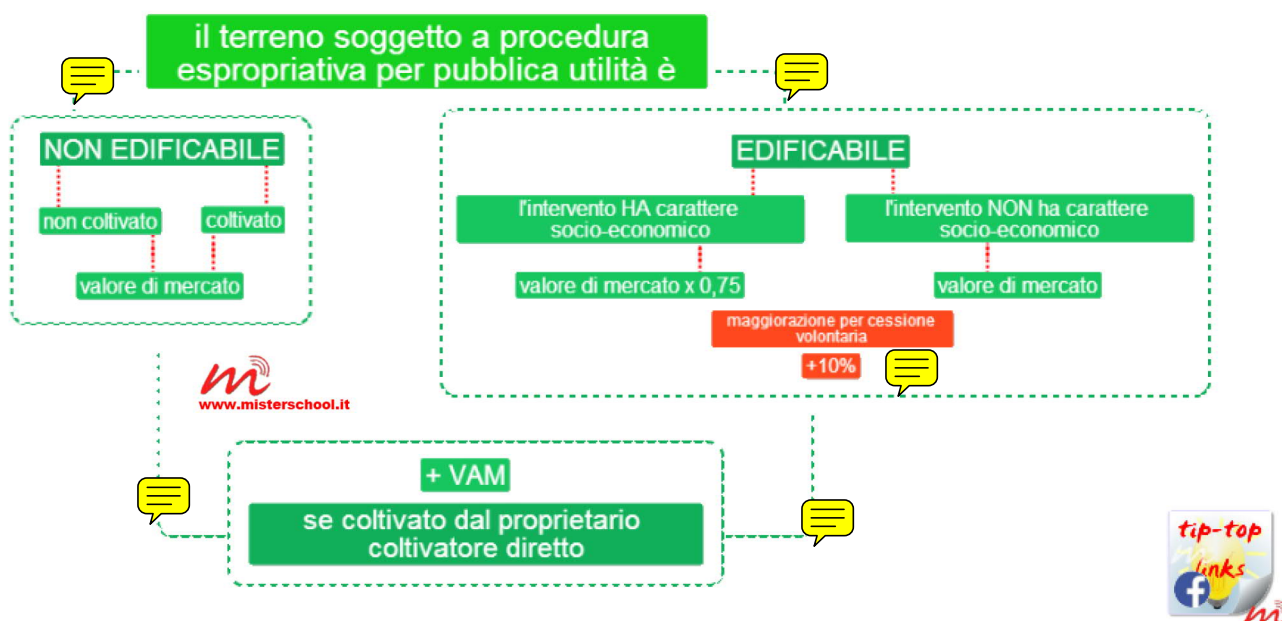 il terreno soggetto a procedura
espropriativa per pubblica utilità è
NON EDIFICABILE
non coltivato
coltivato
valore di mercato
EDIFICABILE
l'intervento HA carattere
socio-economico
l'intervento NON ha carattere
socio-economico
valore di mercato x 0,75
valore di mercato
maggiorazione per cessione
volontaria
+10%
m
www.misterschool.it
+ VAM
se coltivato dal proprietario
coltivatore diretto
tip-top
links
f
m